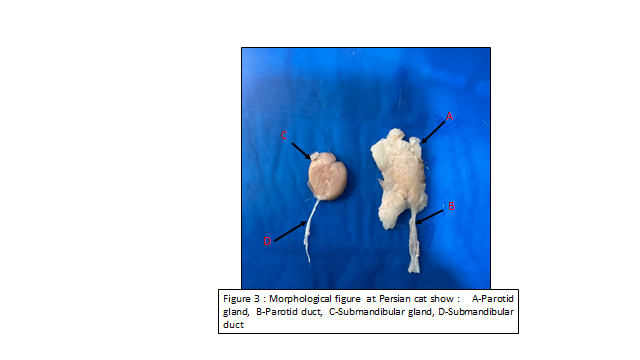 A
C
B
D
Figure 3 : Morphological figure at Persian cat show : A-Parotid
gland, B-Parotid duct, C-Submandibular gland, D-Submandibular
duct